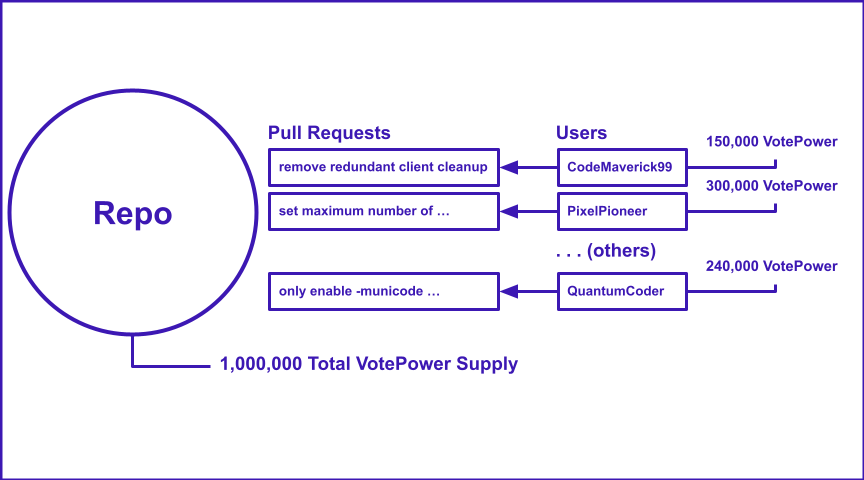 Repo
Pull Requests
Users
remove redundant client cleanup
CodeMaverick99
150,000 VotePower
set maximum number of ...
PixelPioneer
300,000 VotePower
. . . (others)
only enable -municode ...
QuantumCoder
240,000 VotePower
1,000,000 Total VotePower Supply